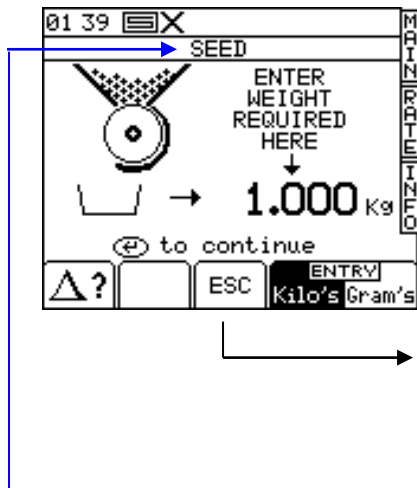 01 39
SEED
ENTER
WEIGHT
REQUIRED
HERE
1.000 Kg
to continue
?
ESC
ENTRY
Kilo's Gram's
MAIN
RATE
INFO